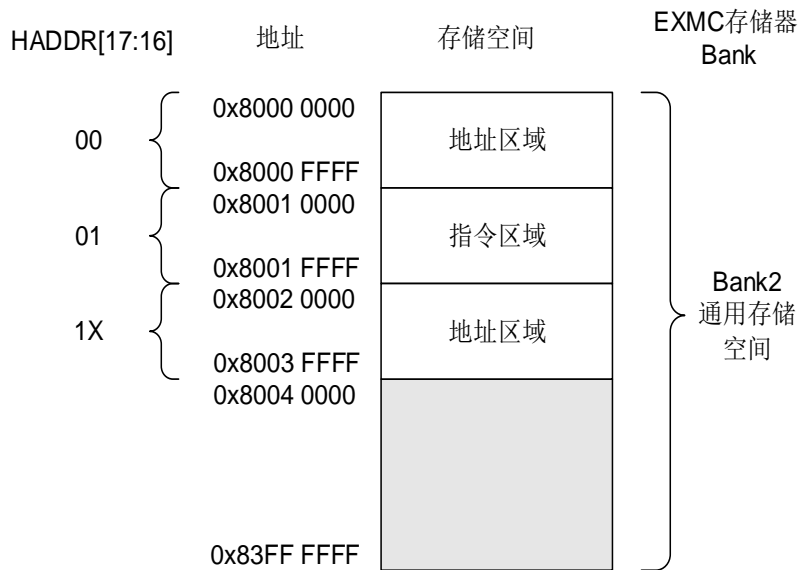 HADDR[17:16] 地址 存储空间 EXMC存储器
Bank
0x8000 0000
00 地址区域
0x8000 FFFF
0x8001 0000
01 指令区域
0x8001 FFFF
0x8002 0000
1X 地址区域
0x8003 FFFF
0x8004 0000
Bank2
通用存储
空间
0x83FF FFFF